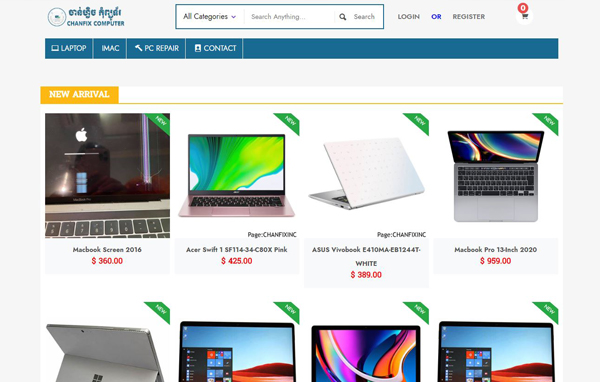 ចាន់ហ្វិច កុំព្យូទ័រ
CHANFIX COMPUTER
All Categories
Search Anything...
Search
LOGIN OR REGISTER
0
LAPTOP
IMAC
PC REPAIR
CONTACT
NEW ARRIVAL
NEW
NEW
NEW
NEW
Page:CHANFIXINC
Page:CHANFIXINC
Macbook Screen 2016
$ 360.00
Acer Swift 1 SF114-34-C80X Pink
$ 425.00
ASUS Vivobook E410MA-EB1244T-
WHITE
$ 389.00
Macbook Pro 13-Inch 2020
$ 959.00
NEW
NEW
NEW
NEW